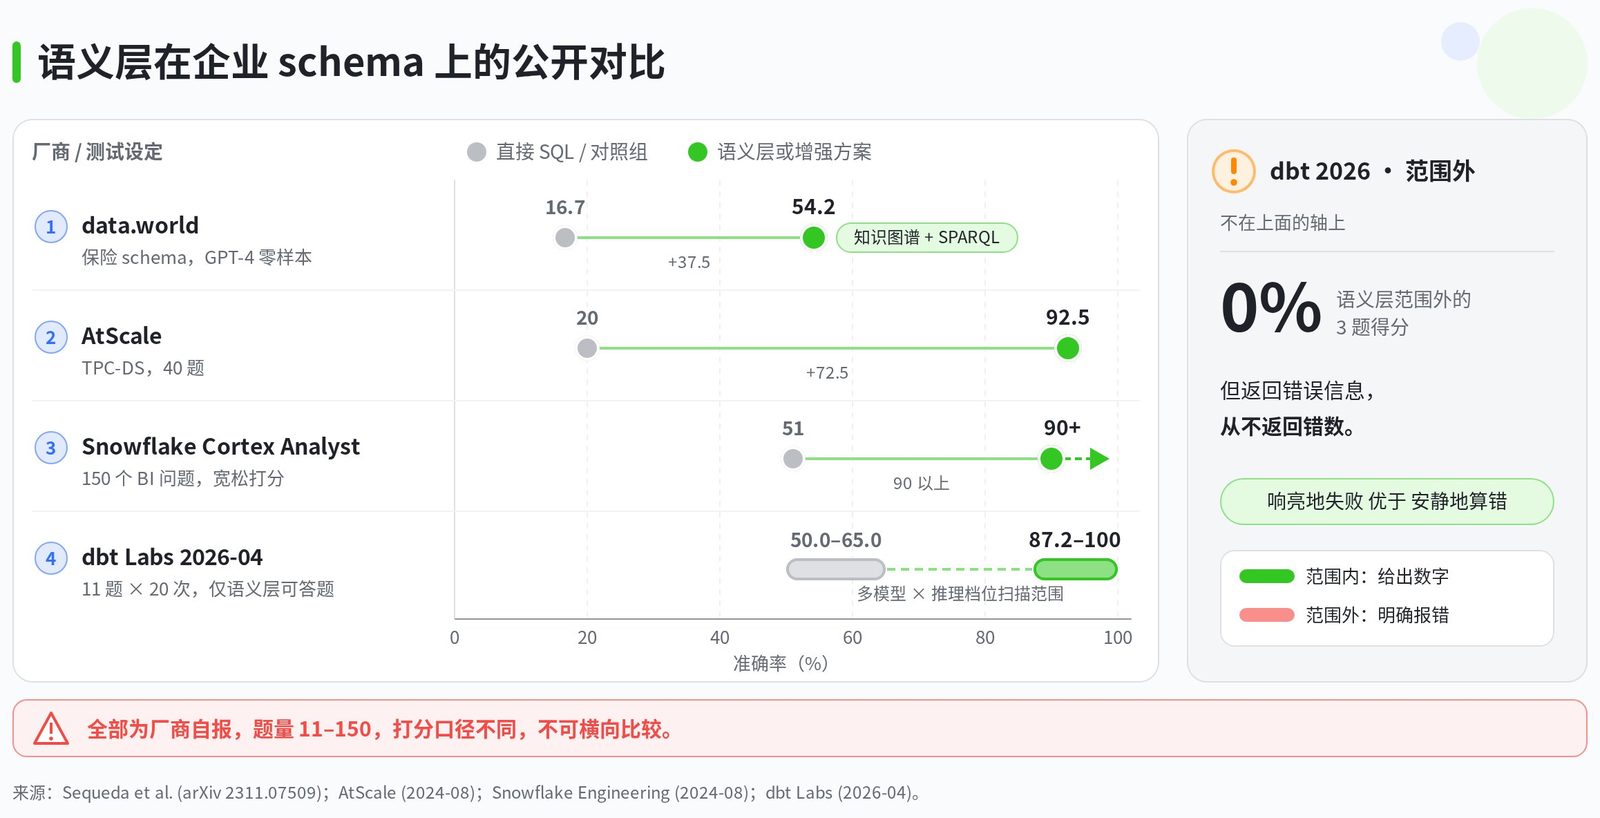 语义层在企业 schema 上的公开对比
厂商 / 测试设定
直接 SQL / 对照组
语义层或增强方案
1
data.world
保险 schema，GPT-4 零样本
16.7
54.2
知识图谱 + SPARQL
+37.5
2
AtScale
TPC-DS，40 题
20
92.5
+72.5
3
Snowflake Cortex Analyst
150 个 BI 问题，宽松打分
51
90+
90 以上
4
dbt Labs 2026-04
11 题 × 20 次，仅语义层可答题
50.0–65.0
87.2–100
多模型 × 推理档位扫描范围
0
20
40
60
80
100
准确率（%）
dbt 2026 · 范围外
不在上面的轴上
0%
语义层范围外的
3 题得分
但返回错误信息，
从不返回错数。
响亮地失败 优于 安静地算错
范围内：给出数字
范围外：明确报错
全部为厂商自报，题量 11–150，打分口径不同，不可横向比较。
来源：Sequeda et al. (arXiv 2311.07509)；AtScale (2024-08)；Snowflake Engineering (2024-08)；dbt Labs (2026-04)。